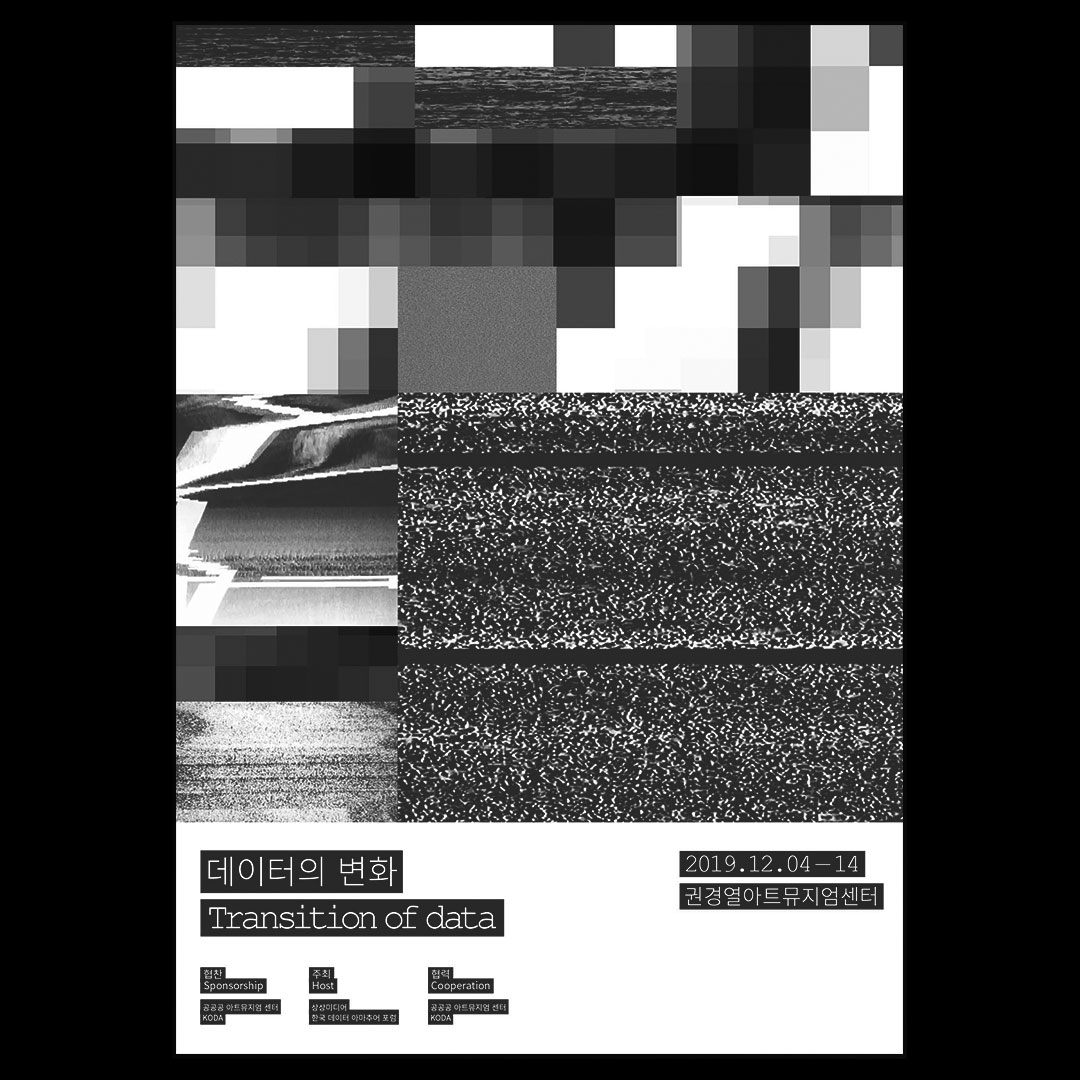 데이터의 변화
Transition of data
2019.12.04—14
권경열아트뮤지엄센터
협찬
Sponsorship
공공공 아트뮤지엄 센터
KODA
주최
Host
상상미디어
한국 데이터 아마추어 포럼
협력
Cooperation
공공공 아트뮤지엄 센터
KODA